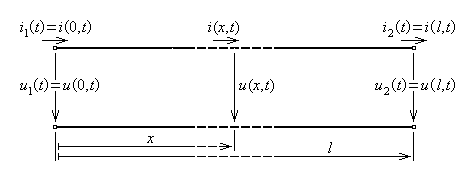 i₁(t)=i(0,t) i(x,t) i₂(t)=i(l,t)
u₁(t)=u(0,t) u(x,t) u₂(t)=u(l,t)
x
l